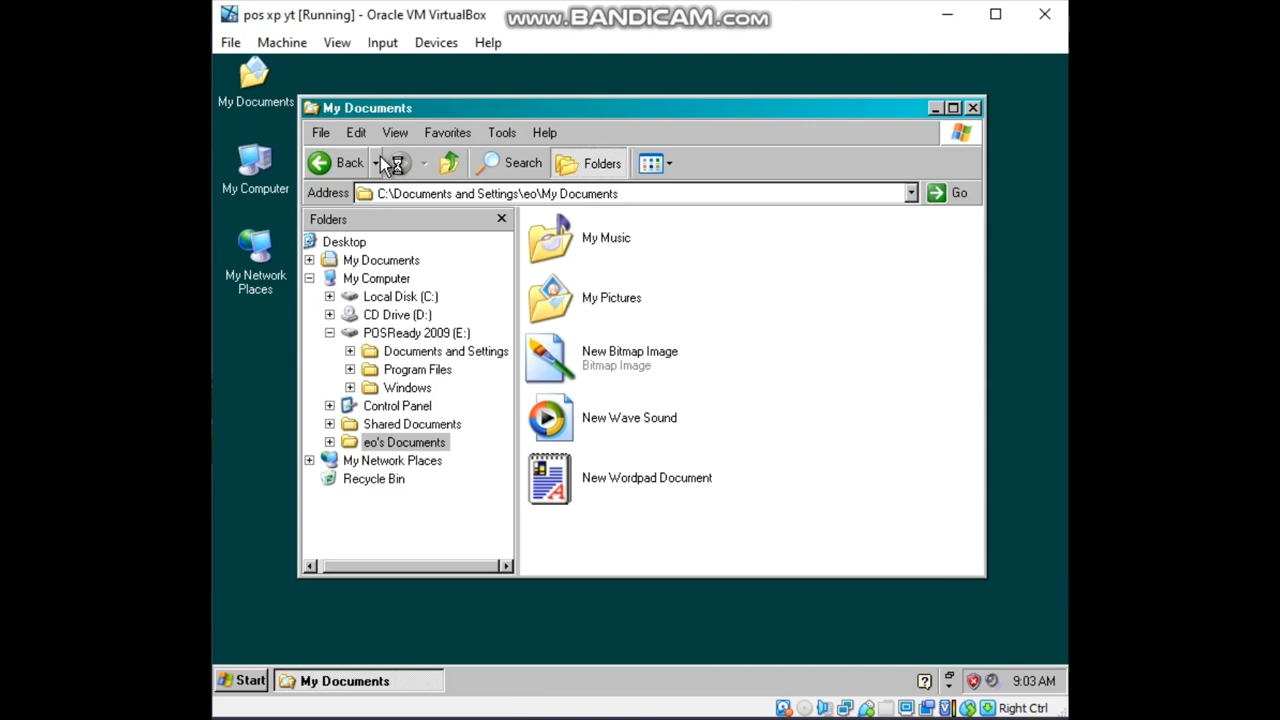 pos xp yt [Running] - Oracle VM VirtualBox
www.BANDICAM.com
File Machine View Input Devices Help
My Documents
My Computer
My Network
Places
My Documents
File Edit View Favorites Tools Help
Back Search Folders
Address C:\Documents and Settings\eo\My Documents Go
Folders
Desktop
My Documents
My Computer
Local Disk (C:)
CD Drive (D:)
POSReady 2009 (E:)
Documents and Settings
Program Files
Windows
Control Panel
Shared Documents
eo's Documents
My Network Places
Recycle Bin
My Music
My Pictures
New Bitmap Image
Bitmap Image
New Wave Sound
New Wordpad Document
Start My Documents 9:03 AM
Right Ctrl